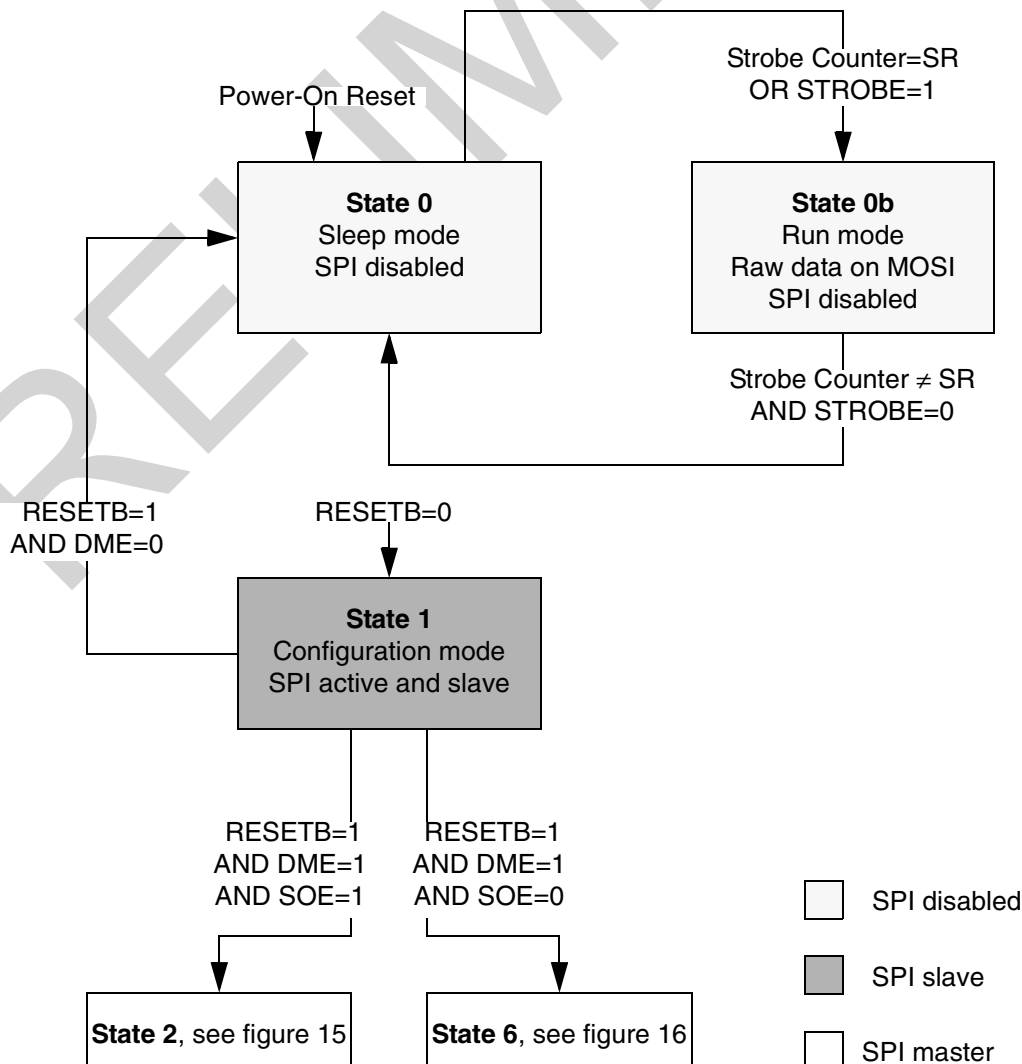 Strobe Counter=SR
OR STROBE=1
Power-On Reset
State 0
Sleep mode
SPI disabled
State 0b
Run mode
Raw data on MOSI
SPI disabled
Strobe Counter ≠ SR
AND STROBE=0
RESETB=1
AND DME=0
RESETB=0
State 1
Configuration mode
SPI active and slave
RESETB=1
AND DME=1
AND SOE=1
RESETB=1
AND DME=1
AND SOE=0
SPI disabled
SPI slave
State 2, see figure 15
State 6, see figure 16
SPI master